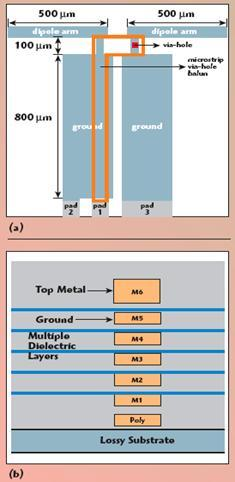 500 µm 500 µm
dipole arm dipole arm
100 µm
via-hole
micrortrip
via-hole
balun
800 µm
ground ground
pad pad pad
2 1 3
(a)
Top Metal M6
Ground M5
Multiple
Dielectric
Layers
M4
M3
M2
M1
Poly
Lossy Substrate
(b)